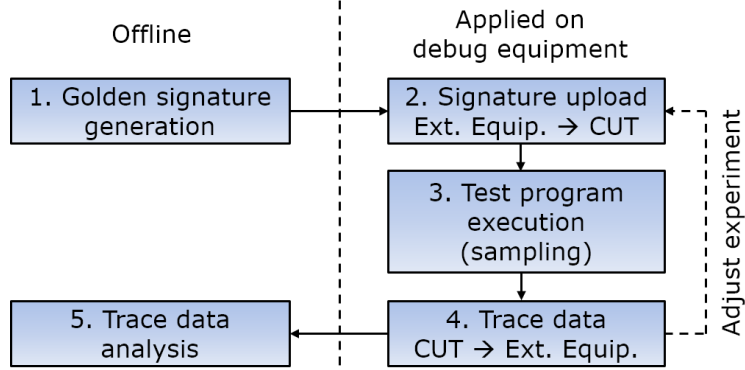 Offline
Applied on
debug equipment
1. Golden signature
generation
2. Signature upload
Ext. Equip. → CUT
3. Test program
execution
(sampling)
5. Trace data
analysis
4. Trace data
CUT → Ext. Equip.
Adjust experiment